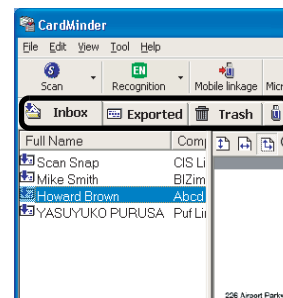 CardMinder
File Edit View Tool Help
S EN
Scan Recognition Mobile linkage Micr
Inbox Exported Trash
Full Name Comp
Scan Snap CIS Li
Mike Smith BIZim
Howard Brown Abcd
YASUYUKO PURUSA Puf Lir
226 Airport Parkw